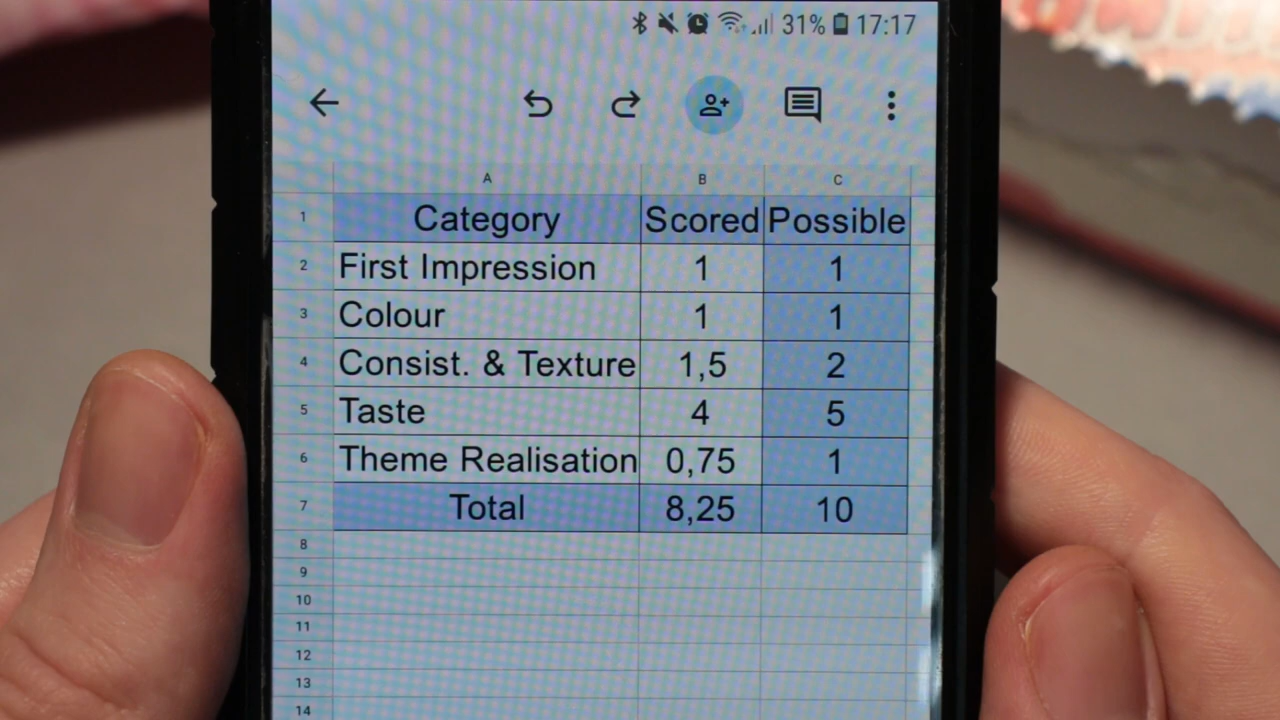 31% 17:17
A B C
1 Category Scored Possible
2 First Impression 1 1
3 Colour 1 1
4 Consist. & Texture 1,5 2
5 Taste 4 5
6 Theme Realisation 0,75 1
7 Total 8,25 10
8
9
10
11
12
13
14